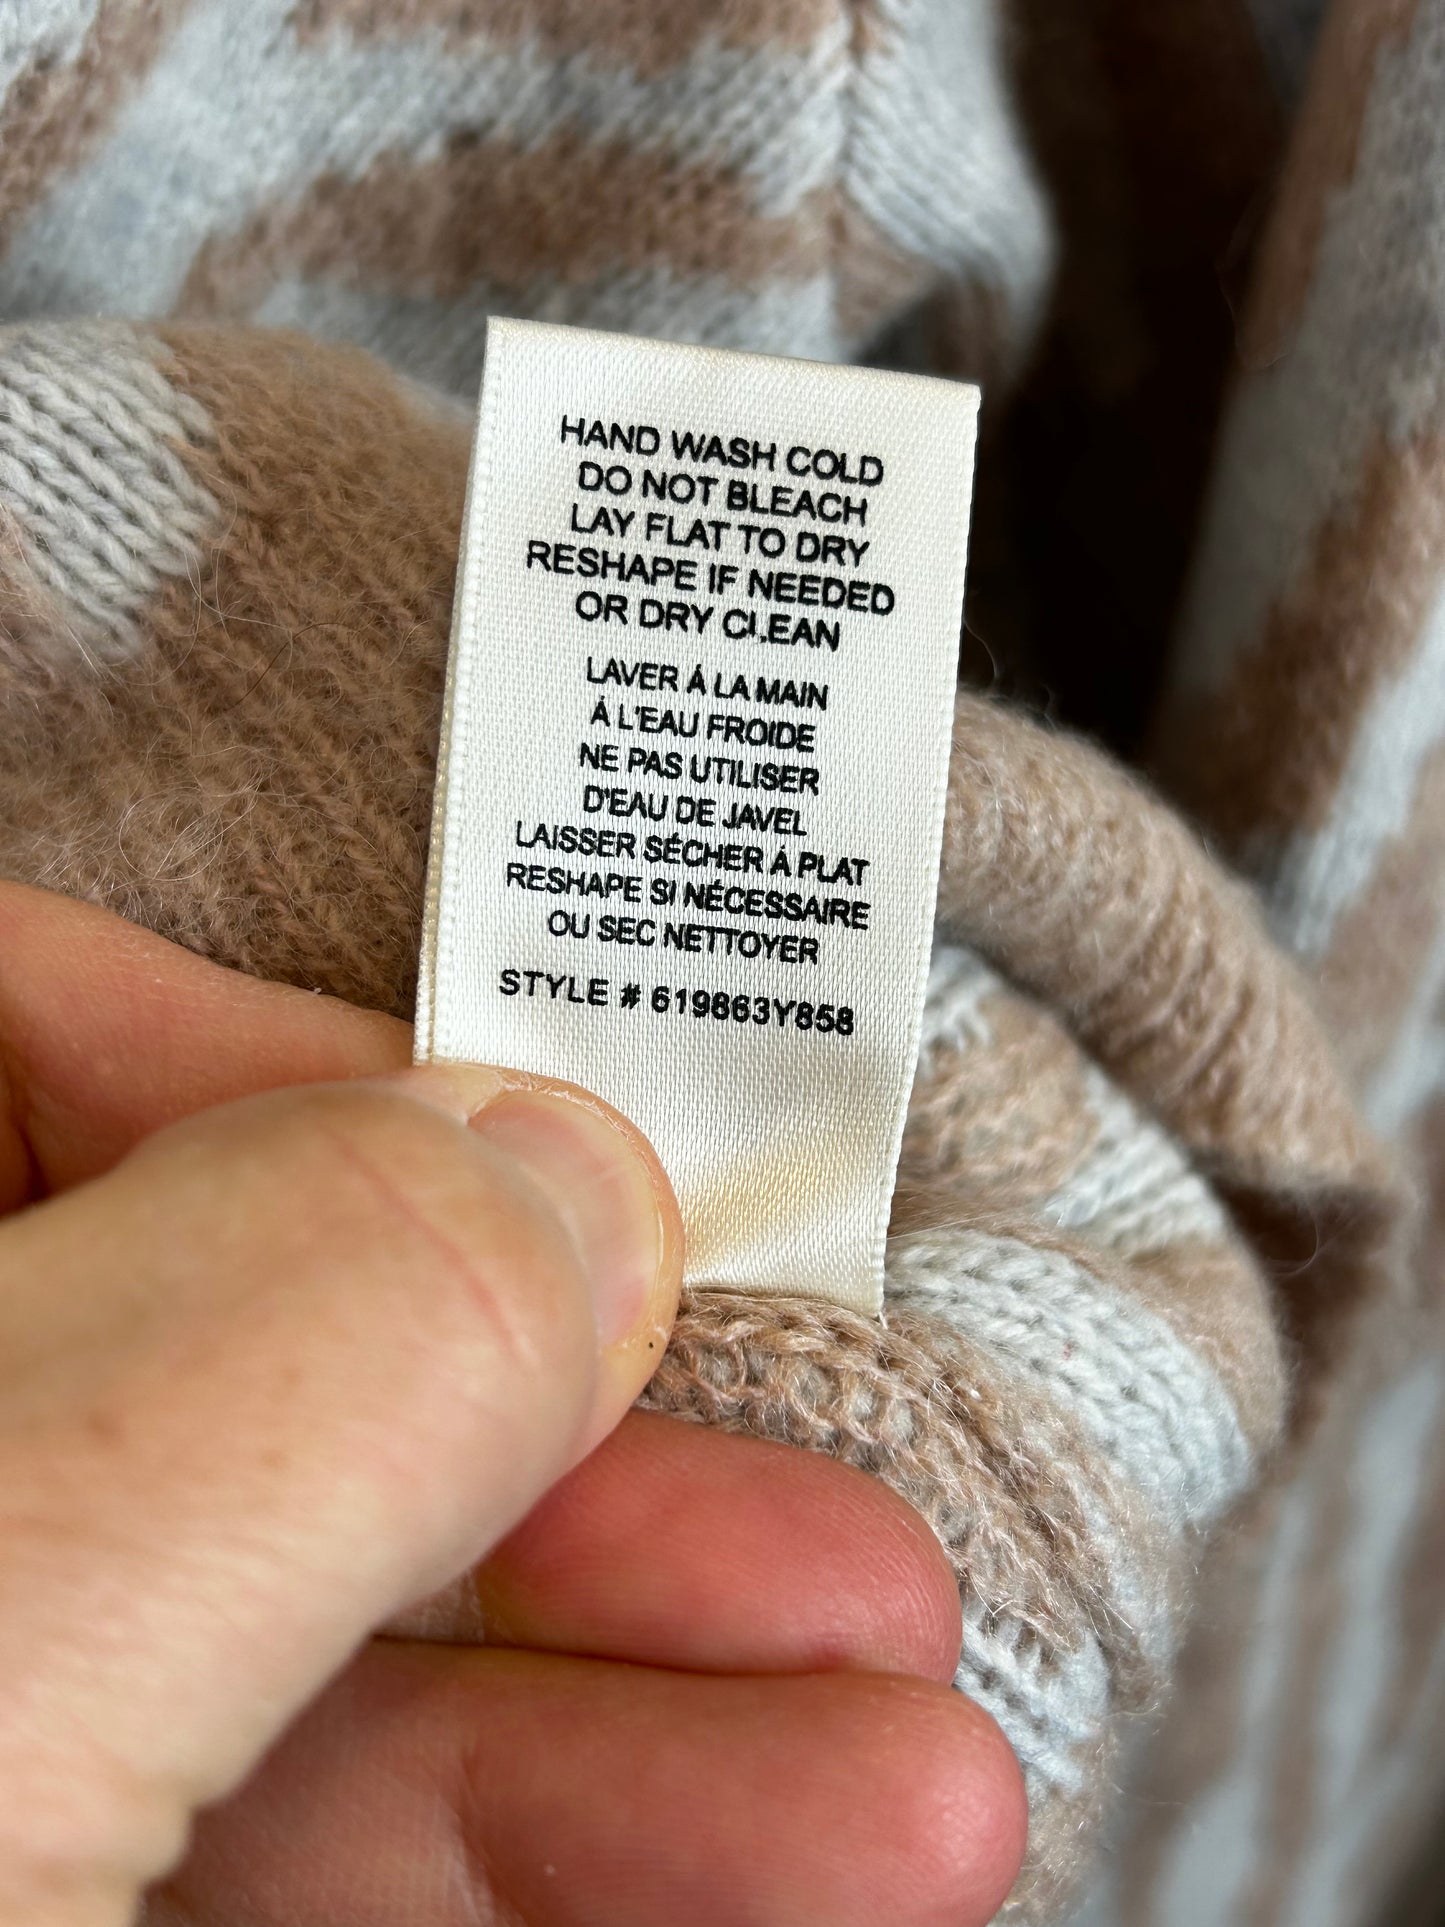 HAND WASH COLD
DO NOT BLEACH
LAY FLAT TO DRY
RESHAPE IF NEEDED
OR DRY CLEAN
LAVER Á LA MAIN
Á L'EAU FROIDE
NE PAS UTILISER
D'EAU DE JAVEL
LAISSER SÉCHER Á PLAT
RESHAPE SI NÉCESSAIRE
OU SEC NETTOYER
STYLE # 619863Y858